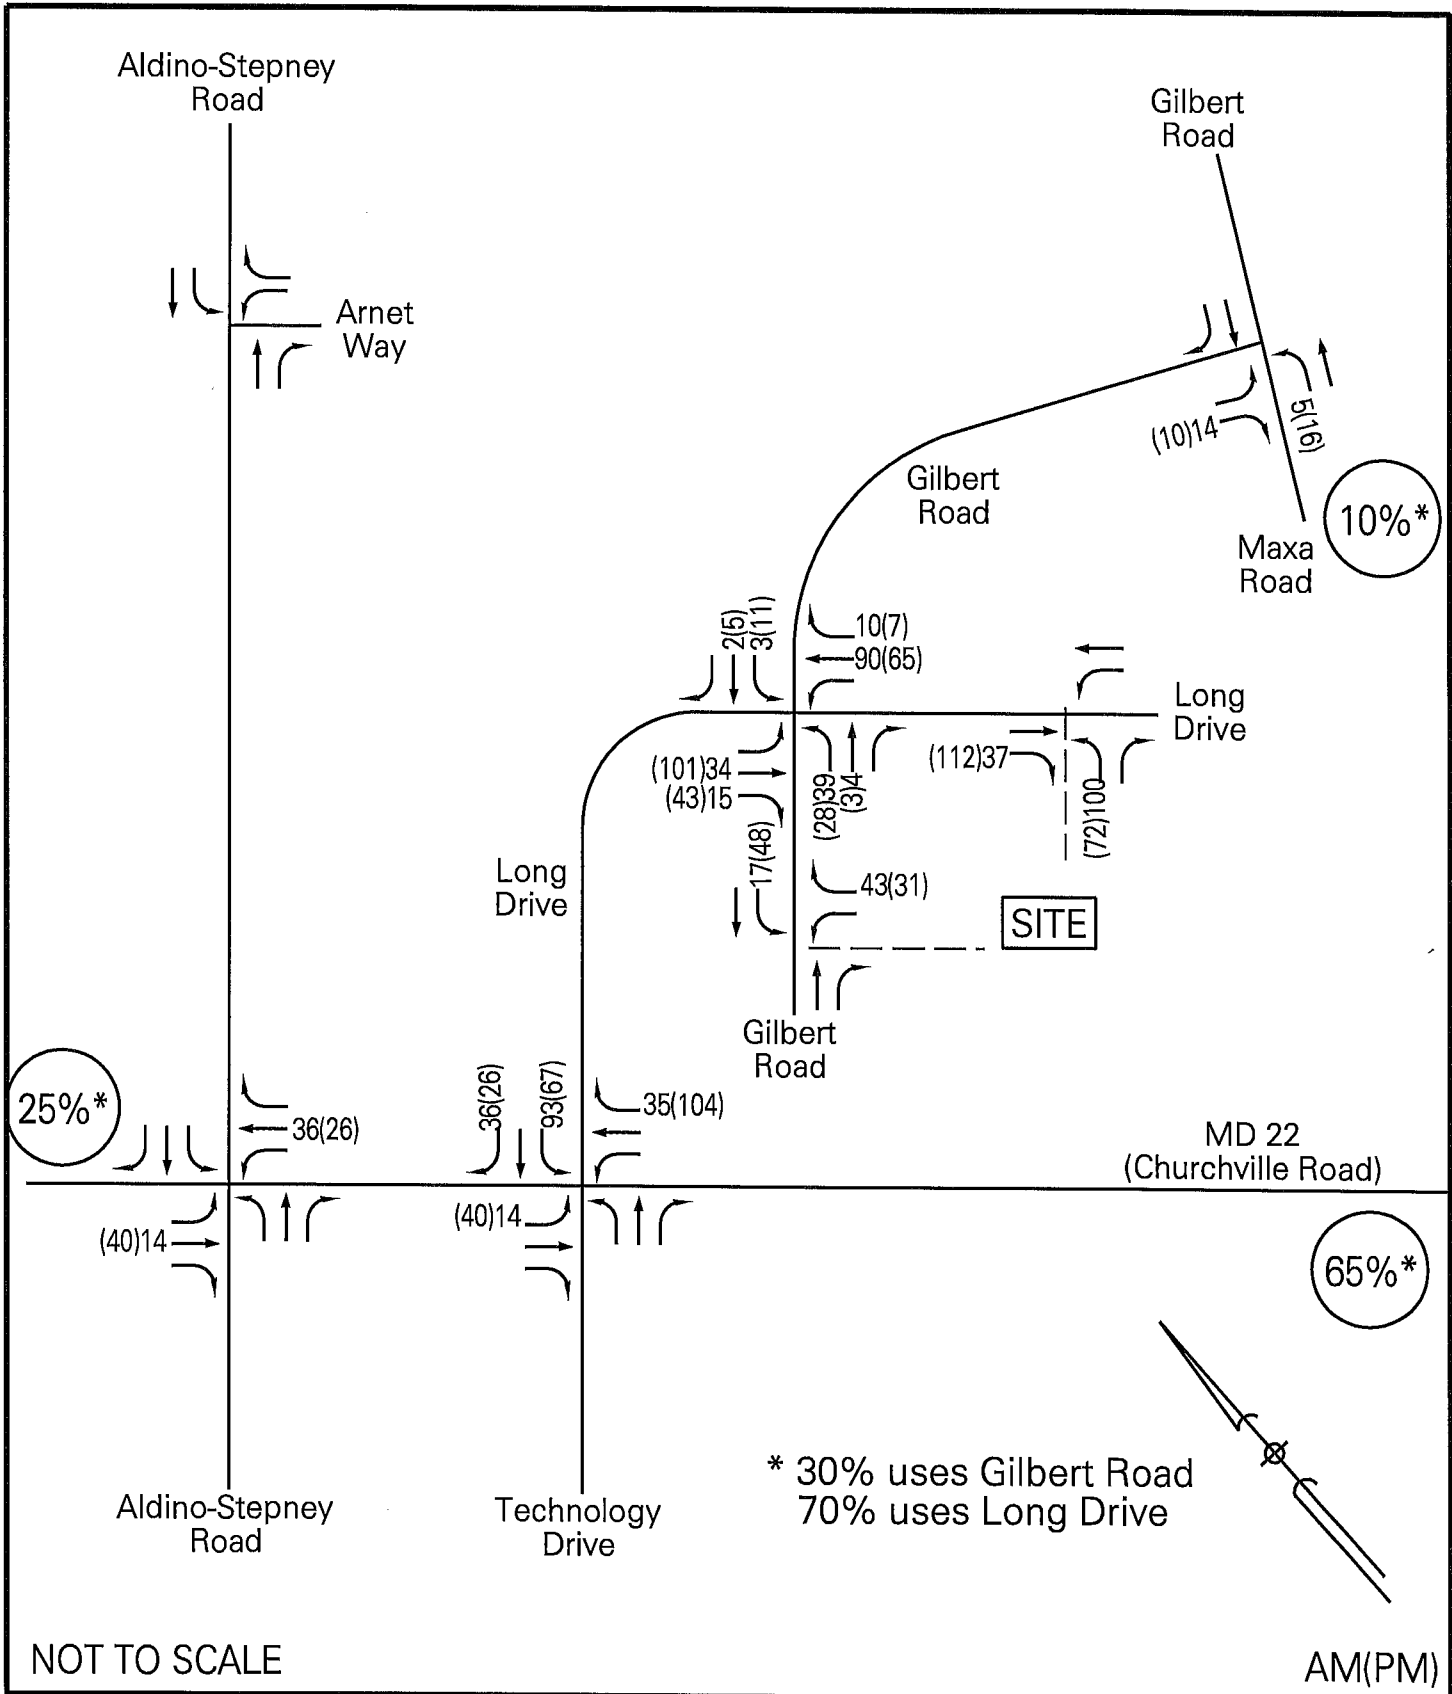 Aldino-Stepney
Road
Gilbert
Road
Arnet
Way
5(16)
(10)14
Gilbert
Road
10%*
Maxa
Road
2(5)
3(11)
10(7)
90(65)
Long
Drive
(101)34
(43)15
(28)39
(3)4
(112)37
(72)100
17(48)
Long
Drive
43(31)
SITE
Gilbert
Road
25%*
36(26)
36(26)
93(67)
35(104)
MD 22
(Churchville Road)
(40)14
(40)14
65%*
* 30% uses Gilbert Road
70% uses Long Drive
Aldino-Stepney
Road
Technology
Drive
NOT TO SCALE
AM(PM)